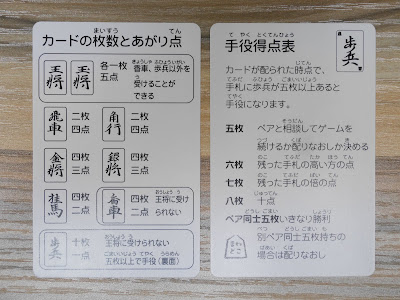 カードの枚数とあがり点
王将 玉将 各一枚 香車、歩兵以外を
五点 受けることが
できる
飛車 二枚 角行 二枚
四点 四点
金将 四枚 銀将 四枚
三点 三点
桂馬 四枚 香車 四枚 王将に受け
二点 二点 られない
歩兵 十枚 王将に受けられない
一点 五枚以上で手役(裏面)
手役得点表
歩兵
カードが配られた時点で、
手札に歩兵が五枚以上あると
手役になります。
五枚 ペアと相談してゲームを
続けるか配りなおしか決める
六枚 残った手札の高い方の点
七枚 残った手札の倍の点
八枚 十点
ペア同士五枚いきなり勝利
別ペア同士五枚持ちの
場合は配りなおし